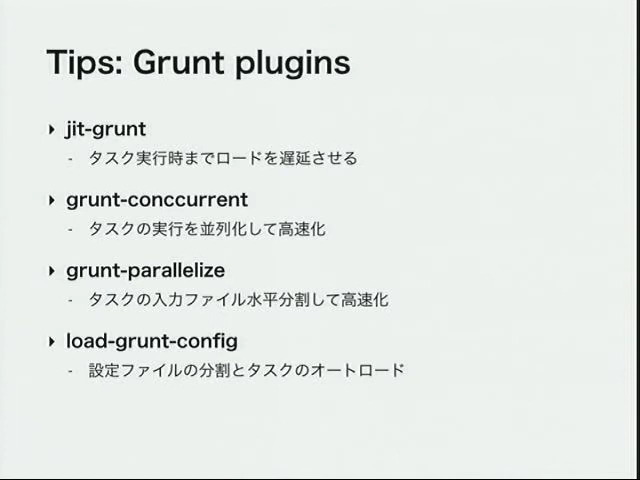 Tips: Grunt plugins
‣ jit-grunt
- タスク実行時までロードを遅延させる
‣ grunt-conccurrent
- タスクの実行を並列化して高速化
‣ grunt-parallelize
- タスクの入力ファイル水平分割して高速化
‣ load-grunt-config
- 設定ファイルの分割とタスクのオートロード